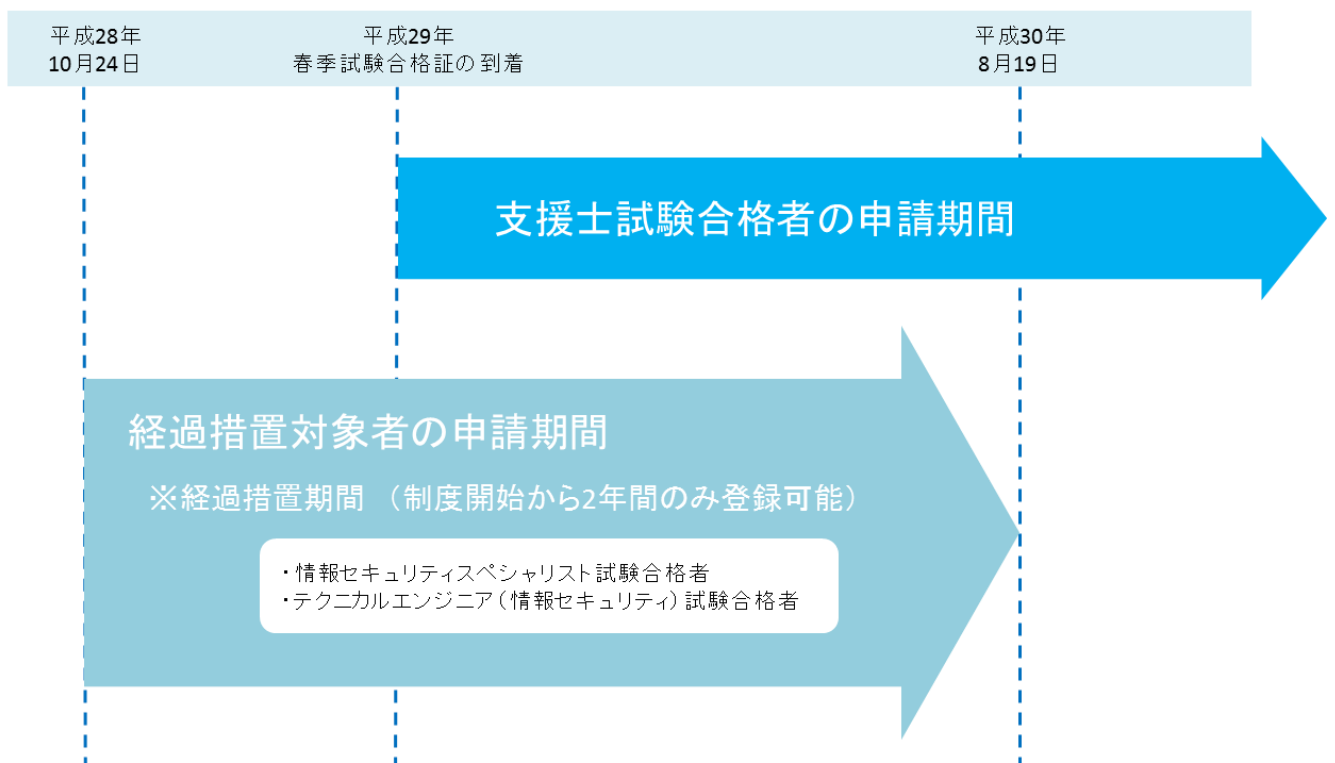 平成28年
10月24日
平成29年
春季試験合格証の到着
平成30年
8月19日
支援士試験合格者の申請期間
経過措置対象者の申請期間
※経過措置期間 （制度開始から2年間のみ登録可能）
・情報セキュリティスペシャリスト試験合格者
・テクニカルエンジニア（情報セキュリティ）試験合格者